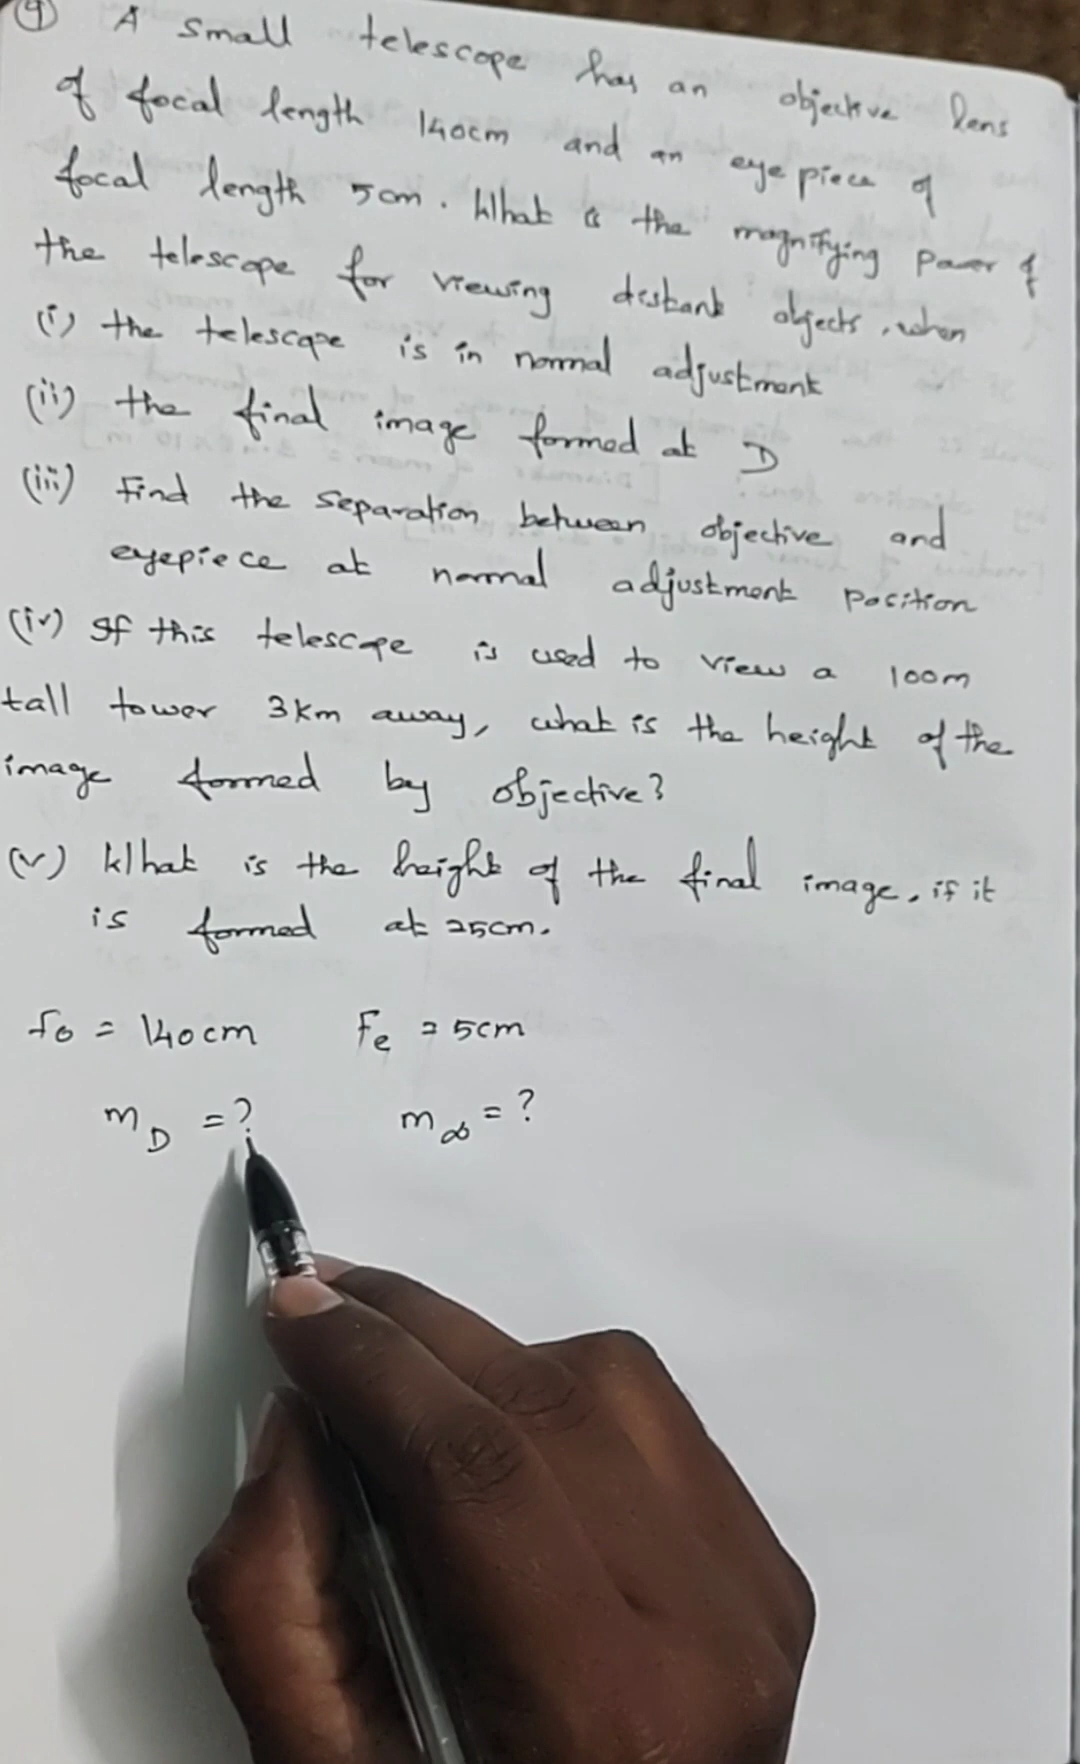 9 A small telescope has an objective lens
of focal length 140cm and an eye piece of
focal length 5cm. What is the magnifying Power of
the telescope for viewing distant objects, when
(i) the telescope is in normal adjustment
(ii) the final image formed at D
(iii) Find the separation between objective and
eyepiece at normal adjustment Position
(iv) If this telescope is used to view a 100m
tall tower 3km away, what is the height of the
image formed by objective?
(v) What is the height of the final image, if it
is formed at 25cm.
fo = 140cm Fe = 5cm
mD = ? m∞ = ?